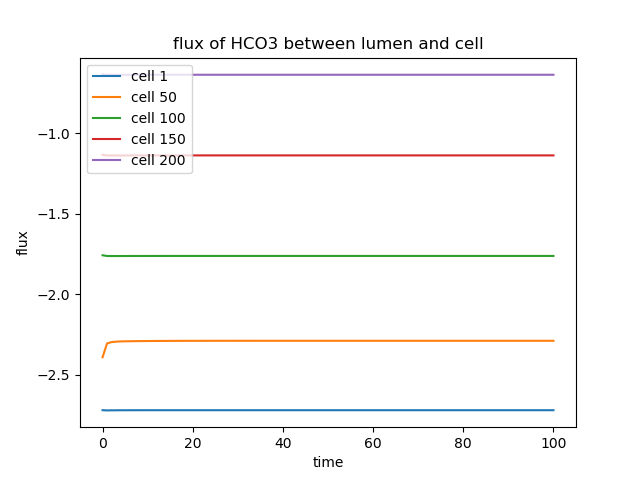 flux of HCO3 between lumen and cell
cell 1
cell 50
cell 100
cell 150
cell 200
−1.0
−1.5
−2.0
−2.5
flux
0 20 40 60 80 100
time